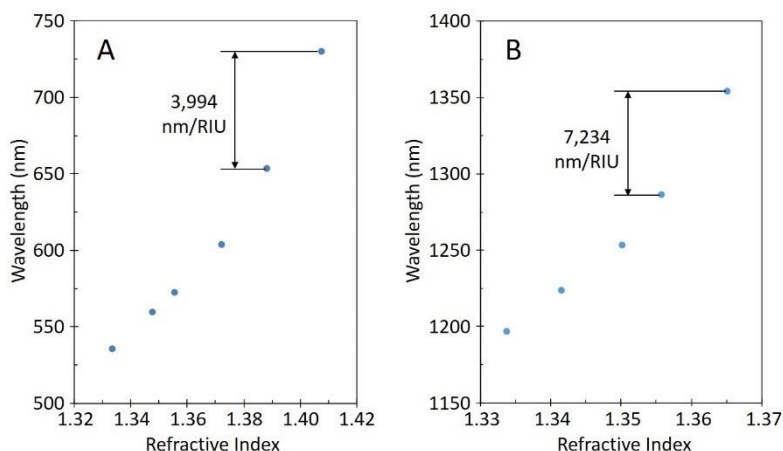 A
750
700
650
600
550
500
Wavelength (nm)
3,994
nm/RIU
1.32 1.34 1.36 1.38 1.40 1.42
Refractive Index
B
1400
1350
1300
1250
1200
1150
Wavelength (nm)
7,234
nm/RIU
1.33 1.34 1.35 1.36 1.37
Refractive Index